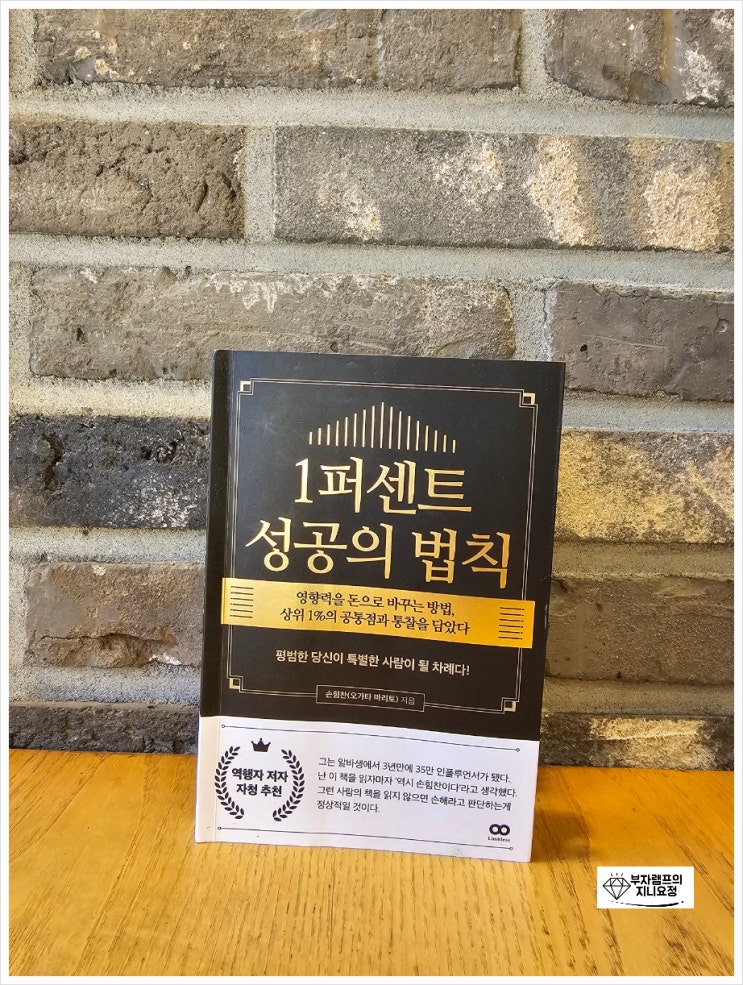 1퍼센트
성공의 법칙
영향력을 돈으로 바꾸는 방법,
상위 1%의 공통점과 통찰을 담았다
평범한 당신이 특별한 사람이 될 차례다!
손힘찬(오가타 마리토) 지음
역행자 저자
자청 추천
그는 알바생에서 3년만에 35만 인플루언서가 됐다.
난 이 책을 읽자마자 '역시 손힘찬이다'라고 생각했다.
그런 사람의 책을 읽지 않으면 손해라고 판단하는게
정상적일 것이다.
부자램프의
지니요정